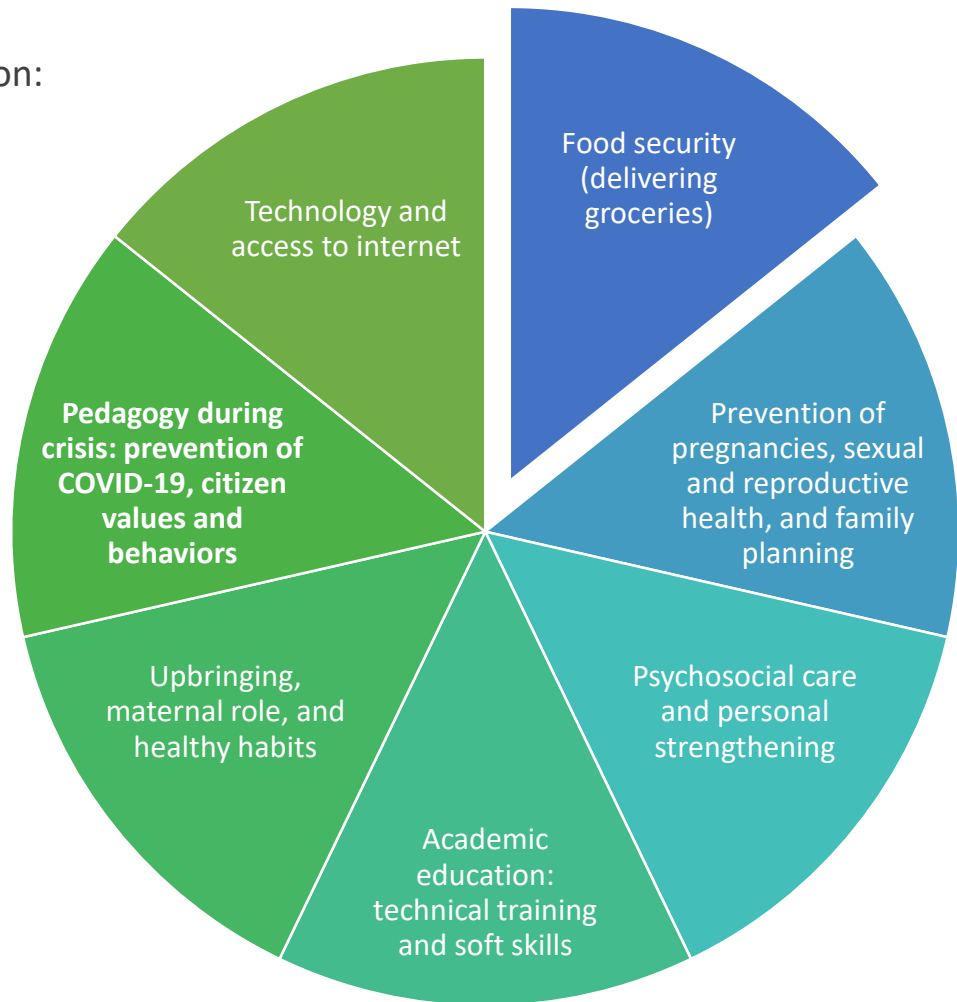 on:
Food security
(delivering
groceries)
Technology and
access to internet
Prevention of
pregnancies, sexual
and reproductive
health, and family
planning
Pedagogy during
crisis: prevention of
COVID-19, citizen
values and
behaviors
Psychosocial care
and personal
strengthening
Upbringing,
maternal role, and
healthy habits
Academic
education:
technical training
and soft skills